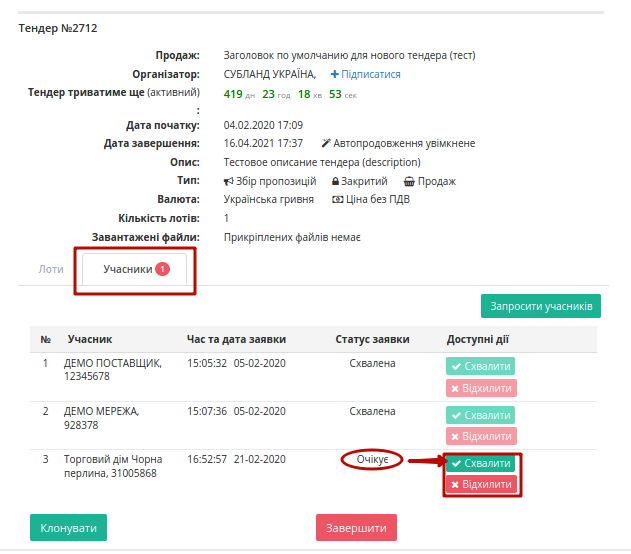 Тендер №2712
Продаж: Заголовок по умолчанию для нового тендера (тест)
Організатор: СУБЛАНД УКРАЇНА, Підписатися
Тендер триватиме ще (активний) 419 дн 23 год 18 хв 53 сек
:
Дата початку: 04.02.2020 17:09
Дата завершення: 16.04.2021 17:37 Автопродовження увімкнене
Опис: Тестовое описание тендера (description)
Тип: Збір пропозицій Закритий Продаж
Валюта: Українська гривня Ціна без ПДВ
Кількість лотів: 1
Завантажені файли: Прикріплених файлів немає
Лоти Учасники 1
Запросити учасників
№ Учасник Час та дата заявки Статус заявки Доступні дії
1 ДЕМО ПОСТАВЩИК, 15:05:32 05-02-2020 Схвалена Схвалити
12345678 Відхилити
2 ДЕМО МЕРЕЖА, 15:07:36 05-02-2020 Схвалена Схвалити
928378 Відхилити
3 Торговий дім Чорна 16:52:57 21-02-2020 Очікує Схвалити
перлина, 31005868 Відхилити
Клонувати Завершити